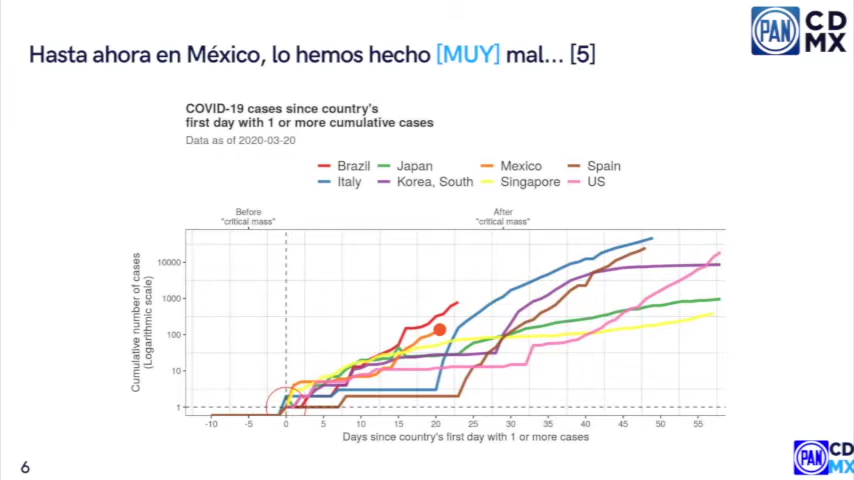 PAN
CD
MX
Hasta ahora en México, lo hemos hecho [MUY] mal... [5]
COVID-19 cases since country's
first day with 1 or more cumulative cases
Data as of 2020-03-20
Brazil Japan Mexico Spain
Italy Korea, South Singapore US
Before
"critical mass"
After
"critical mass"
Cumulative number of cases
(Logarithmic scale)
10000
1000
100
10
1
-10 -5 0 5 10 15 20 25 30 35 40 45 50 55
Days since country's first day with 1 or more cases
6
PAN
CD
MX